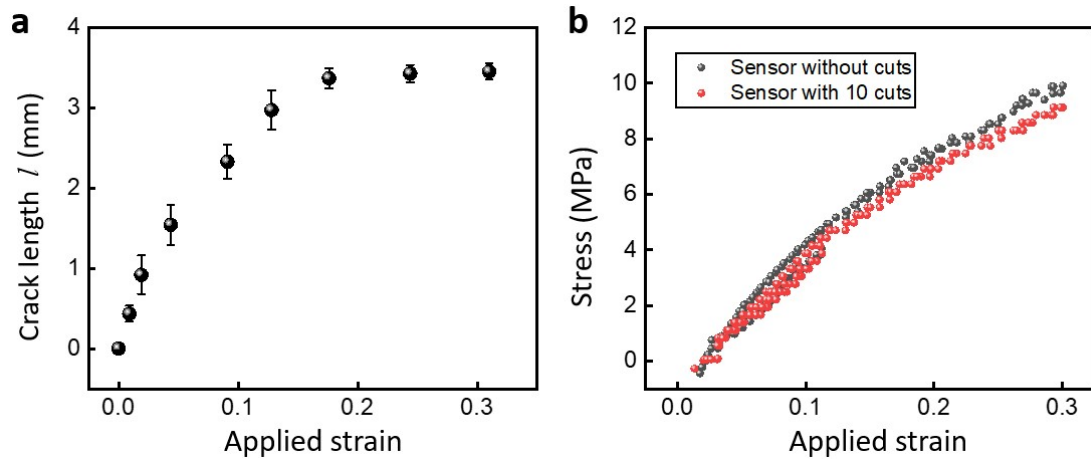 a
4
3
2
1
0
Crack length l (mm)
0.0 0.1 0.2 0.3
Applied strain
b
12
10
8
6
4
2
0
Stress (MPa)
Sensor without cuts
Sensor with 10 cuts
0.0 0.1 0.2 0.3
Applied strain